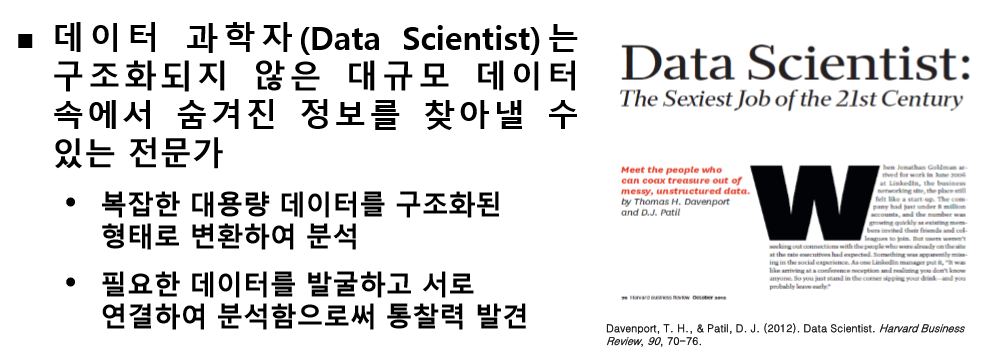 ■ 데이터 과학자(Data Scientist)는
구조화되지 않은 대규모 데이터
속에서 숨겨진 정보를 찾아낼 수
있는 전문가
• 복잡한 대용량 데이터를 구조화된
형태로 변환하여 분석
• 필요한 데이터를 발굴하고 서로
연결하여 분석함으로써 통찰력 발견
Data Scientist:
The Sexiest Job of the 21st Century
Meet the people who
can coax treasure out of
messy, unstructured data.
by Thomas H. Davenport
and D.J. Patil
When Jonathan Goldman ar-
rived for work in June 2006
at LinkedIn, the business
networking site, the place still
felt like a start-up. The com-
pany had just under 8 million
accounts, and the number was
growing quickly as existing mem-
bers invited their friends and col-
leagues to join. But users weren't
seeking out connections with the people who were already on the site
at the rate executives had expected. Something was apparently miss-
ing in the social experience. As one LinkedIn manager put it, "It was
like arriving at a conference reception and realizing you don't know
anyone. So you just stand in the corner sipping your drink—and you
probably leave early."
70 Harvard Business Review October 2012
Davenport, T. H., & Patil, D. J. (2012). Data Scientist. Harvard Business
Review, 90, 70-76.